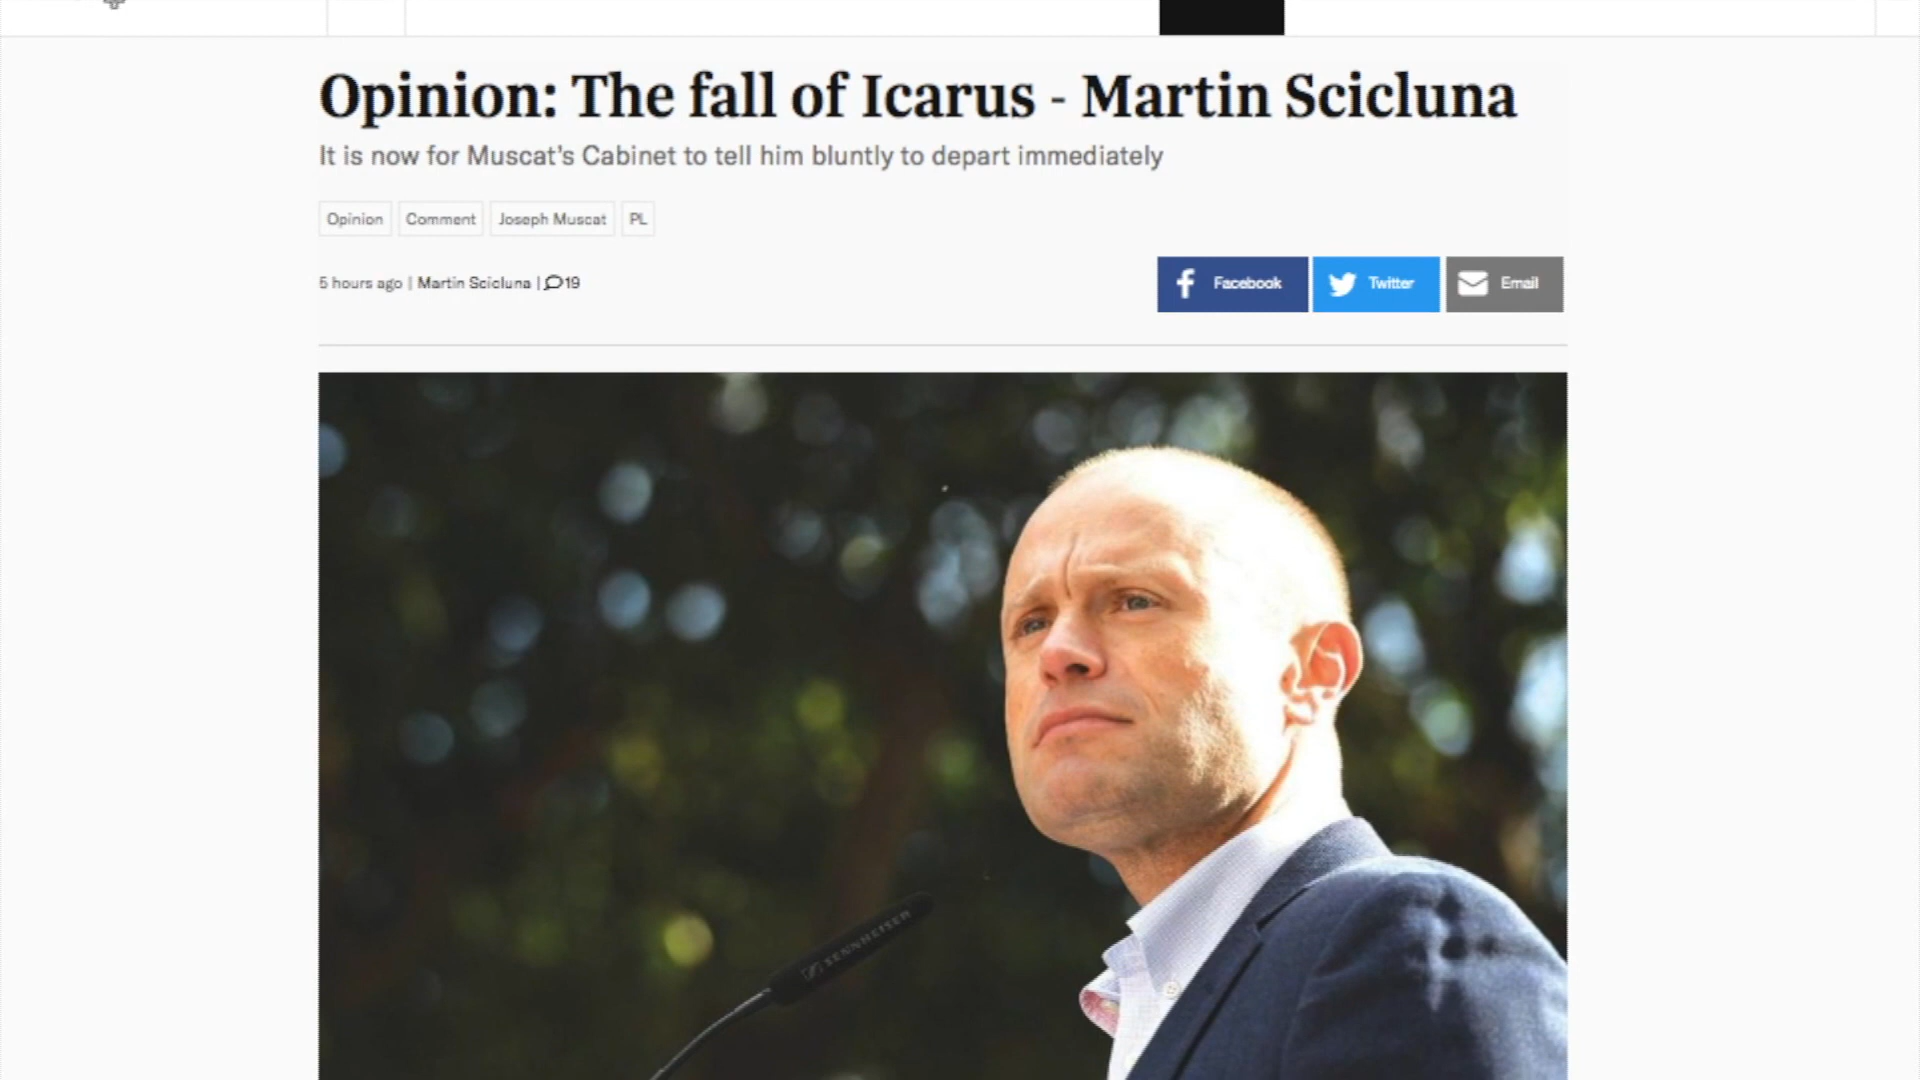 Opinion: The fall of Icarus - Martin Scicluna
It is now for Muscat's Cabinet to tell him bluntly to depart immediately
Opinion Comment Joseph Muscat PL
5 hours ago | Martin Scicluna | 19
Facebook Twitter Email
SENNHEISER